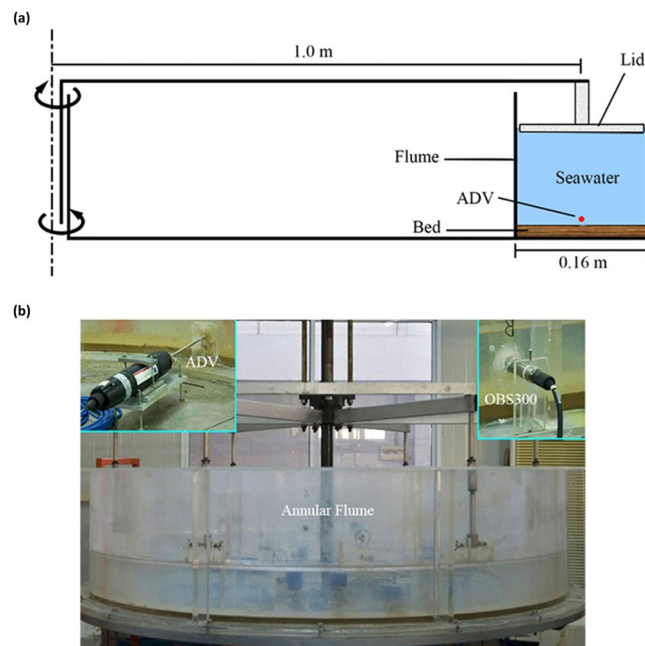 (a)
1.0 m
Lid
Flume
Seawater
ADV
Bed
0.16 m
(b)
ADV
OBS300
Annular Flume